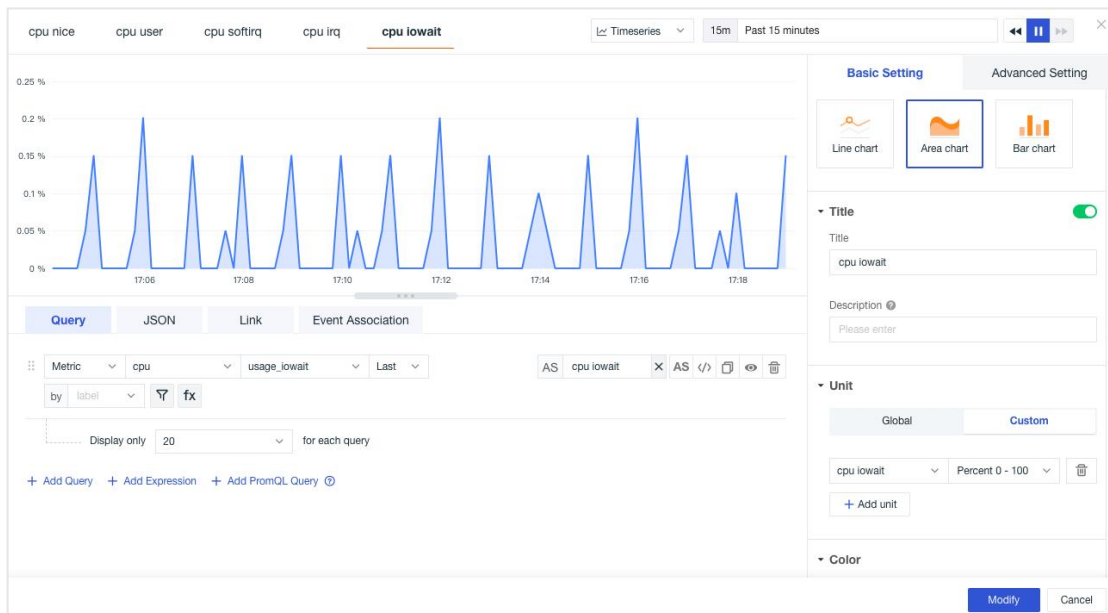 cpu nice cpu user cpu softirq cpu irq cpu iowait Timeseries 15m Past 15 minutes
0.25 %
0.2 %
0.15 %
0.1 %
0.05 %
0 %
17:06 17:08 17:10 17:12 17:14 17:16 17:18
Query JSON Link Event Association
Metric cpu usage_iowait Last AS cpu iowait AS
by label fx
Display only 20 for each query
+ Add Query + Add Expression + Add PromQL Query
Basic Setting Advanced Setting
Line chart Area chart Bar chart
Title
Title
cpu iowait
Description
Please enter
Unit
Global Custom
cpu iowait Percent 0 - 100
+ Add unit
Color
Modify Cancel